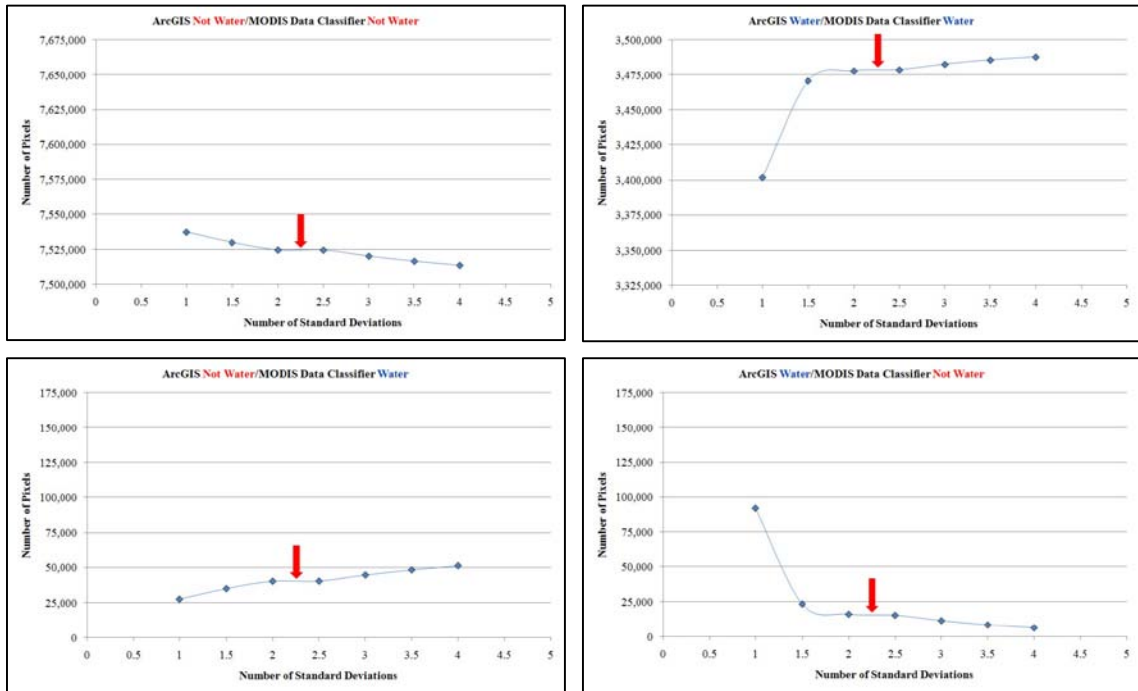 ArcGIS Not Water/MODIS Data Classifier Not Water
7,675,000
7,650,000
7,625,000
7,600,000
7,575,000
7,550,000
7,525,000
7,500,000
Number of Pixels
0 0.5 1 1.5 2 2.5 3 3.5 4 4.5 5
Number of Standard Deviations
ArcGIS Water/MODIS Data Classifier Water
3,500,000
3,475,000
3,450,000
3,425,000
3,400,000
3,375,000
3,350,000
3,325,000
Number of Pixels
0 0.5 1 1.5 2 2.5 3 3.5 4 4.5 5
Number of Standard Deviations
ArcGIS Not Water/MODIS Data Classifier Water
175,000
150,000
125,000
100,000
75,000
50,000
25,000
0
Number of Pixels
0 0.5 1 1.5 2 2.5 3 3.5 4 4.5 5
Number of Standard Deviations
ArcGIS Water/MODIS Data Classifier Not Water
175,000
150,000
125,000
100,000
75,000
50,000
25,000
0
Number of Pixels
0 0.5 1 1.5 2 2.5 3 3.5 4 4.5 5
Number of Standard Deviations